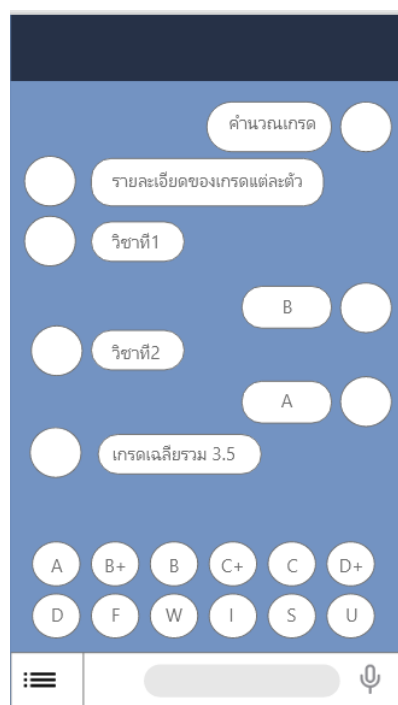 คำนวณเกรด
รายละเอียดของเกรดแต่ละตัว
วิชาที1
B
วิชาที2
A
เกรดเฉลียรวม 3.5
A B+ B C+ C D+
D F W I S U